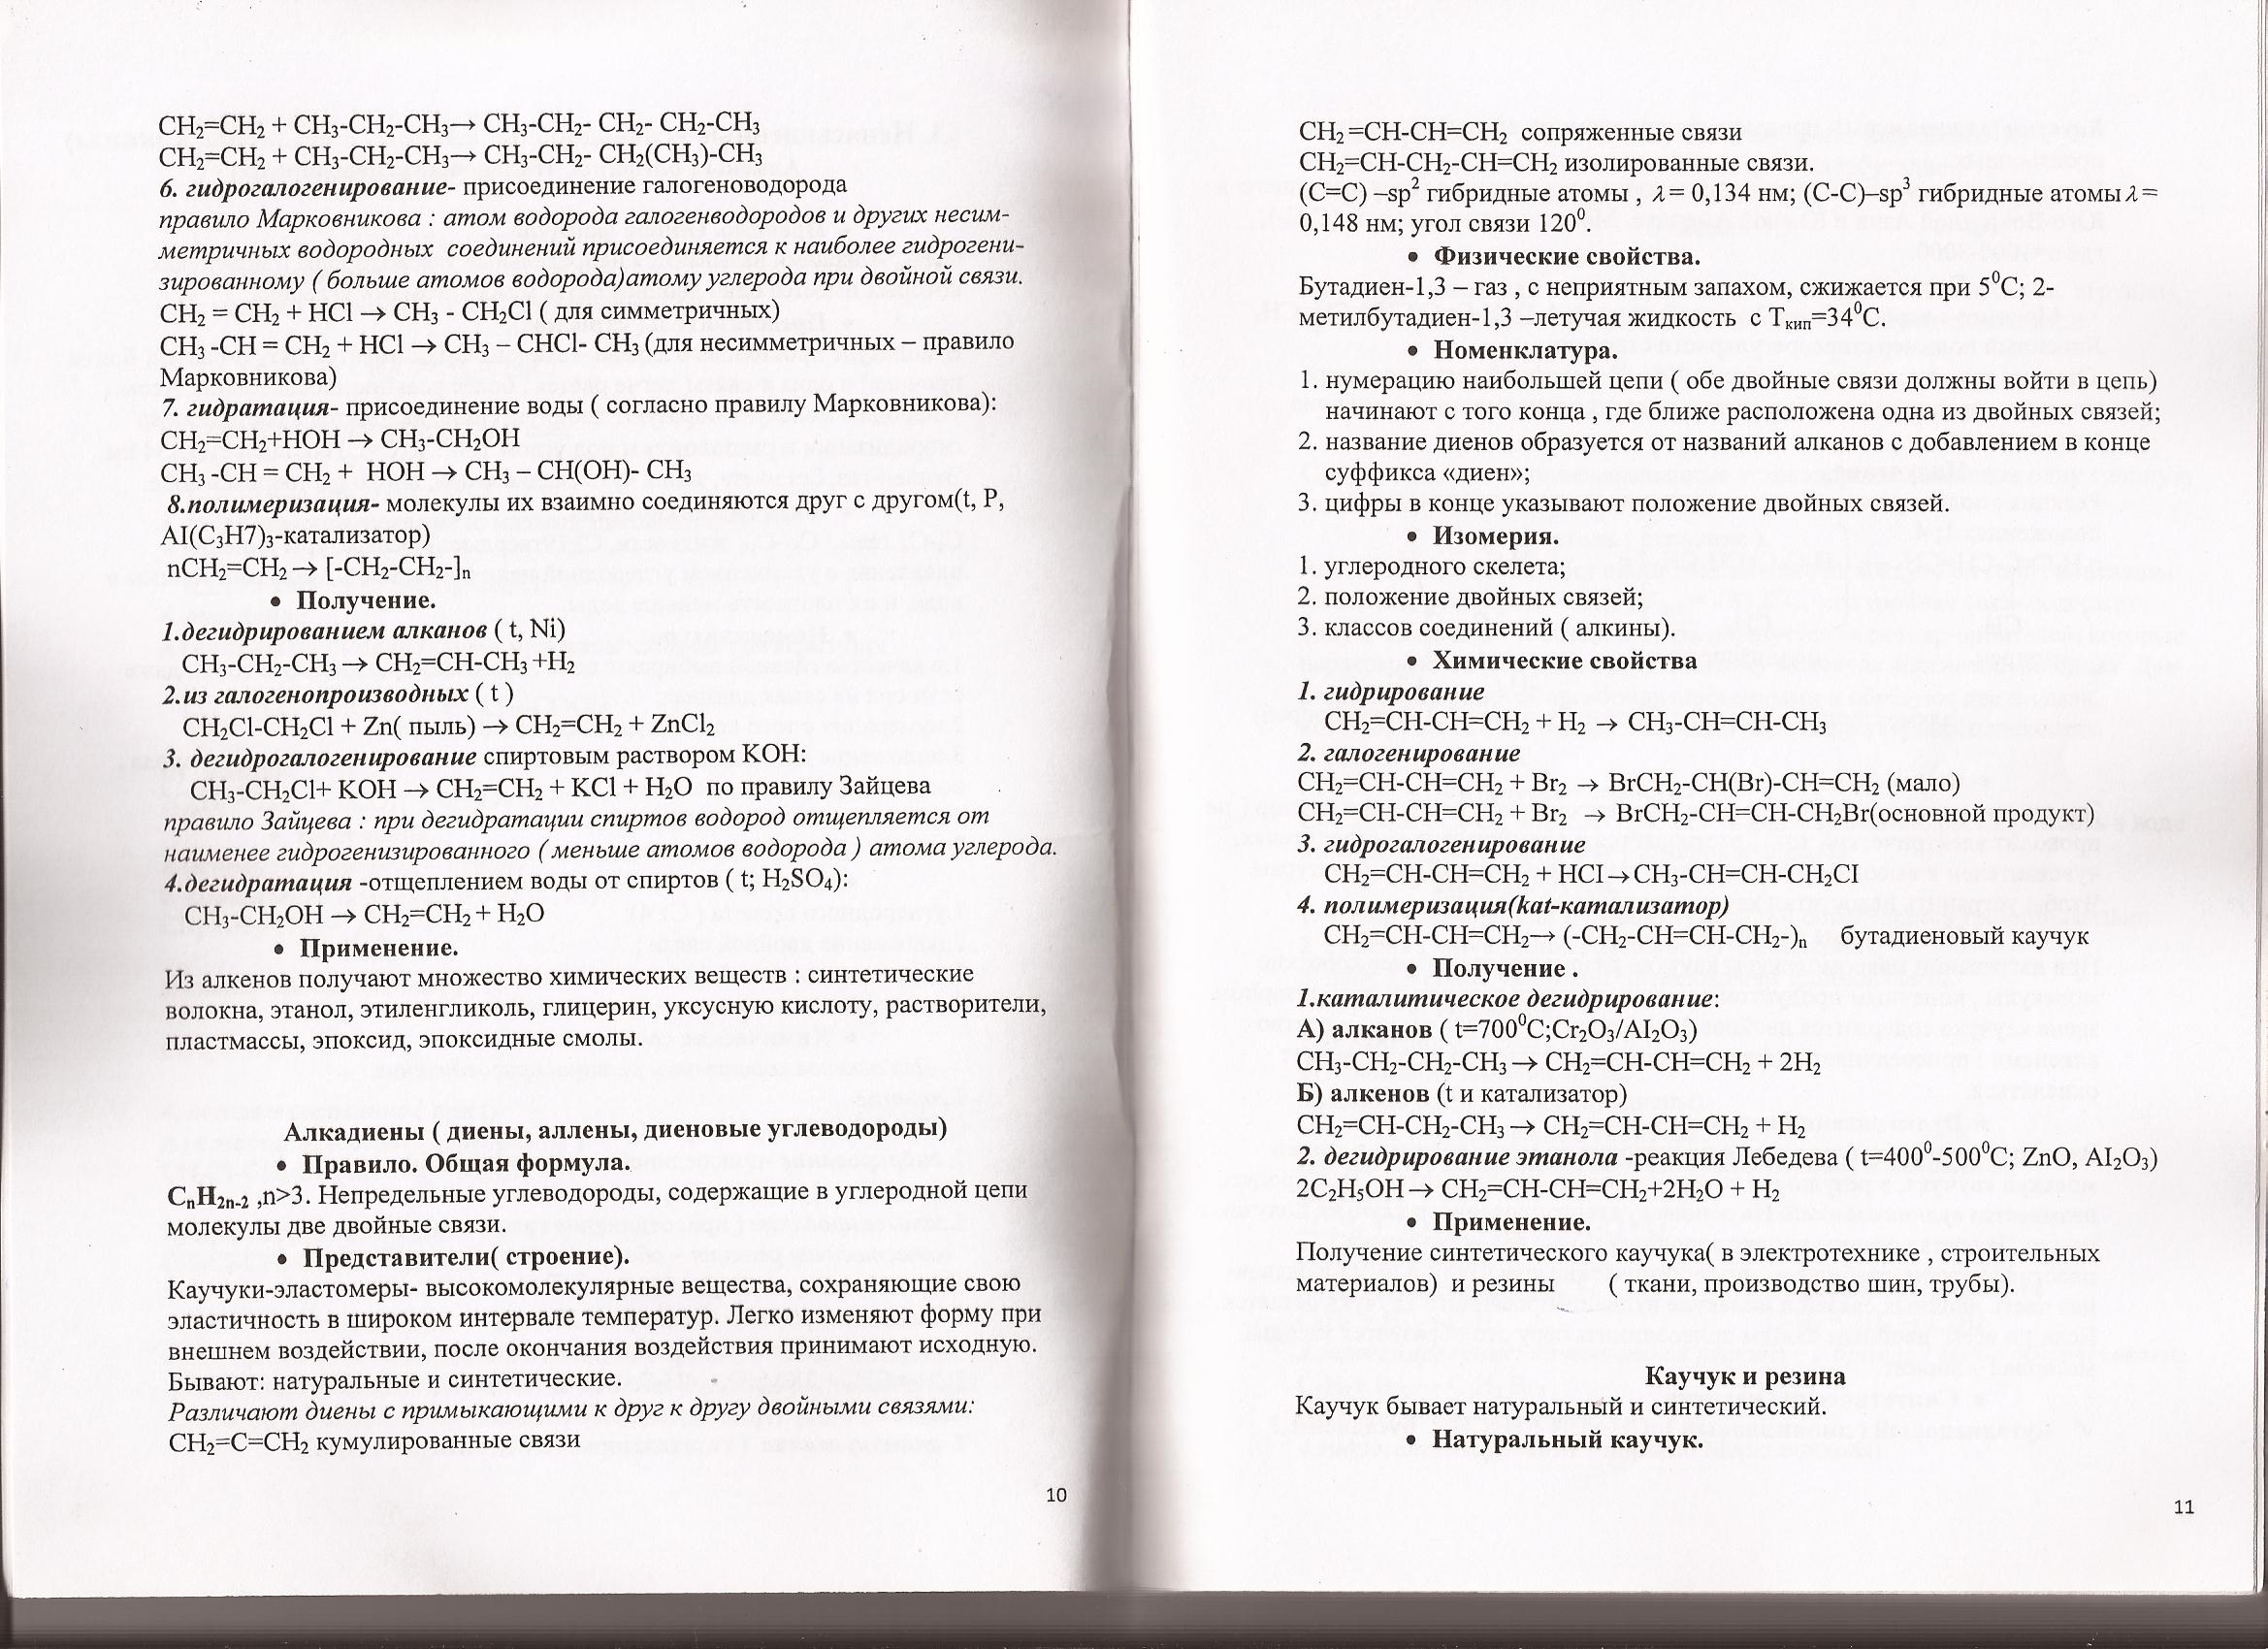 CH₂=CH₂ + CH₃-CH₂-CH₃→ CH₃-CH₂- CH₂- CH₂-CH₃
CH₂=CH₂ + CH₃-CH₂-CH₃→ CH₃-CH₂- CH₂(CH₃)-CH₃
6. гидрогалогенирование- присоединение галогеноводорода
правило Марковникова : атом водорода галогенводородов и других несим-
метричных водородных соединений присоединяется к наиболее гидрогени-
зированному ( больше атомов водорода)атому углерода при двойной связи.
CH₂ = CH₂ + HCl → CH₃ - CH₂Cl ( для симметричных)
CH₃ -CH = CH₂ + HCl → CH₃ – CHCl- CH₃ (для несимметричных – правило
Марковникова)
7. гидратация- присоединение воды ( согласно правилу Марковникова):
CH₂=CH₂+HOH → CH₃-CH₂OH
CH₃ -CH = CH₂ + HOH → CH₃ – CH(OH)- CH₃
8.полимеризация- молекулы их взаимно соединяются друг с другом(t, P,
AI(C₃H7)₃-катализатор)
nCH₂=CH₂ → [-CH₂-CH₂-]ₙ
• Получение.
1.дегидрированием алканов ( t, Ni)
CH₃-CH₂-CH₃ → CH₂=CH-CH₃ +H₂
2.из галогенопроизводных ( t )
CH₂Cl-CH₂Cl + Zn( пыль) → CH₂=CH₂ + ZnCl₂
3. дегидрогалогенирование спиртовым раствором КОН:
CH₃-CH₂Cl+ KOH → CH₂=CH₂ + KCl + H₂O по правилу Зайцева
правило Зайцева : при дегидратации спиртов водород отщепляется от
наименее гидрогенизированного ( меньше атомов водорода ) атома углерода.
4.дегидратация -отщеплением воды от спиртов ( t; H₂SO₄):
CH₃-CH₂OH → CH₂=CH₂ + H₂O
• Применение.
Из алкенов получают множество химических веществ : синтетические
волокна, этанол, этиленгликоль, глицерин, уксусную кислоту, растворители,
пластмассы, эпоксид, эпоксидные смолы.
Алкадиены ( диены, аллены, диеновые углеводороды)
• Правило. Общая формула.
CₙH₂ₙ₋₂ ,n>3. Непредельные углеводороды, содержащие в углеродной цепи
молекулы две двойные связи.
• Представители( строение).
Каучуки-эластомеры- высокомолекулярные вещества, сохраняющие свою
эластичность в широком интервале температур. Легко изменяют форму при
внешнем воздействии, после окончания воздействия принимают исходную.
Бывают: натуральные и синтетические.
Различают диены с примыкающими к друг к другу двойными связями:
CH₂=C=CH₂ кумулированные связи
10
CH₂ =CH-CH=CH₂ сопряженные связи
CH₂=CH-CH₂-CH=CH₂ изолированные связи.
(C=C) –sp² гибридные атомы , λ= 0,134 нм; (C-C)–sp³ гибридные атомы λ=
0,148 нм; угол связи 120⁰.
• Физические свойства.
Бутадиен-1,3 – газ , с неприятным запахом, сжижается при 5⁰С; 2-
метилбутадиен-1,3 –летучая жидкость с Tкип=34⁰С.
• Номенклатура.
1. нумерацию наибольшей цепи ( обе двойные связи должны войти в цепь)
начинают с того конца , где ближе расположена одна из двойных связей;
2. название диенов образуется от названий алканов с добавлением в конце
суффикса «диен»;
3. цифры в конце указывают положение двойных связей.
• Изомерия.
1. углеродного скелета;
2. положение двойных связей;
3. классов соединений ( алкины).
• Химические свойства
1. гидрирование
CH₂=CH-CH=CH₂ + H₂ → CH₃-CH=CH-CH₃
2. галогенирование
CH₂=CH-CH=CH₂ + Br₂ → BrCH₂-CH(Br)-CH=CH₂ (мало)
CH₂=CH-CH=CH₂ + Br₂ → BrCH₂-CH=CH-CH₂Br(основной продукт)
3. гидрогалогенирование
CH₂=CH-CH=CH₂ + HCI→CH₃-CH=CH-CH₂CI
4. полимеризация(kat-катализатор)
CH₂=CH-CH=CH₂→ (-CH₂-CH=CH-CH₂-)ₙ бутадиеновый каучук
• Получение .
1.каталитическое дегидрирование:
А) алканов ( t=700⁰C;Cr₂O₃/AI₂O₃)
CH₃-CH₂-CH₂-CH₃ → CH₂=CH-CH=CH₂ + 2H₂
Б) алкенов (t и катализатор)
CH₂=CH-CH₂-CH₃ → CH₂=CH-CH=CH₂ + H₂
2. дегидрирование этанола -реакция Лебедева ( t=400⁰-500⁰C; ZnO, AI₂O₃)
2C₂H₅OH → CH₂=CH-CH=CH₂+2H₂O + H₂
• Применение.
Получение синтетического каучука( в электротехнике , строительных
материалов) и резины ( ткани, производство шин, трубы).
Каучук и резина
Каучук бывает натуральный и синтетический.
• Натуральный каучук.
11